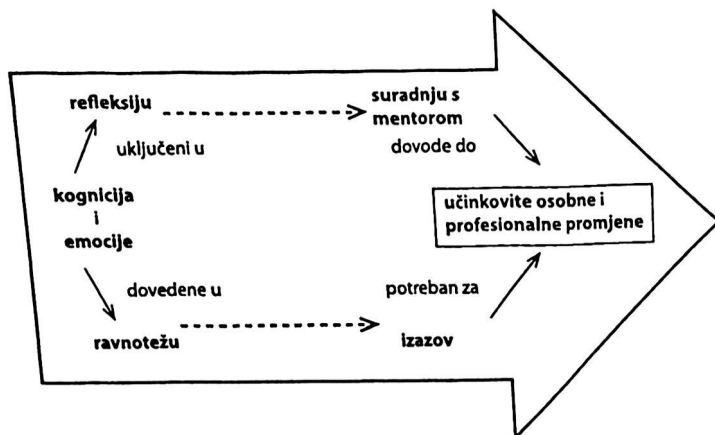 refleksiju
suradnju s
mentorom
uključeni u
dovode do
kognicija
i
emocije
učinkovite osobne i
profesionalne promjene
dovedene u
potreban za
ravnotežu
izazov